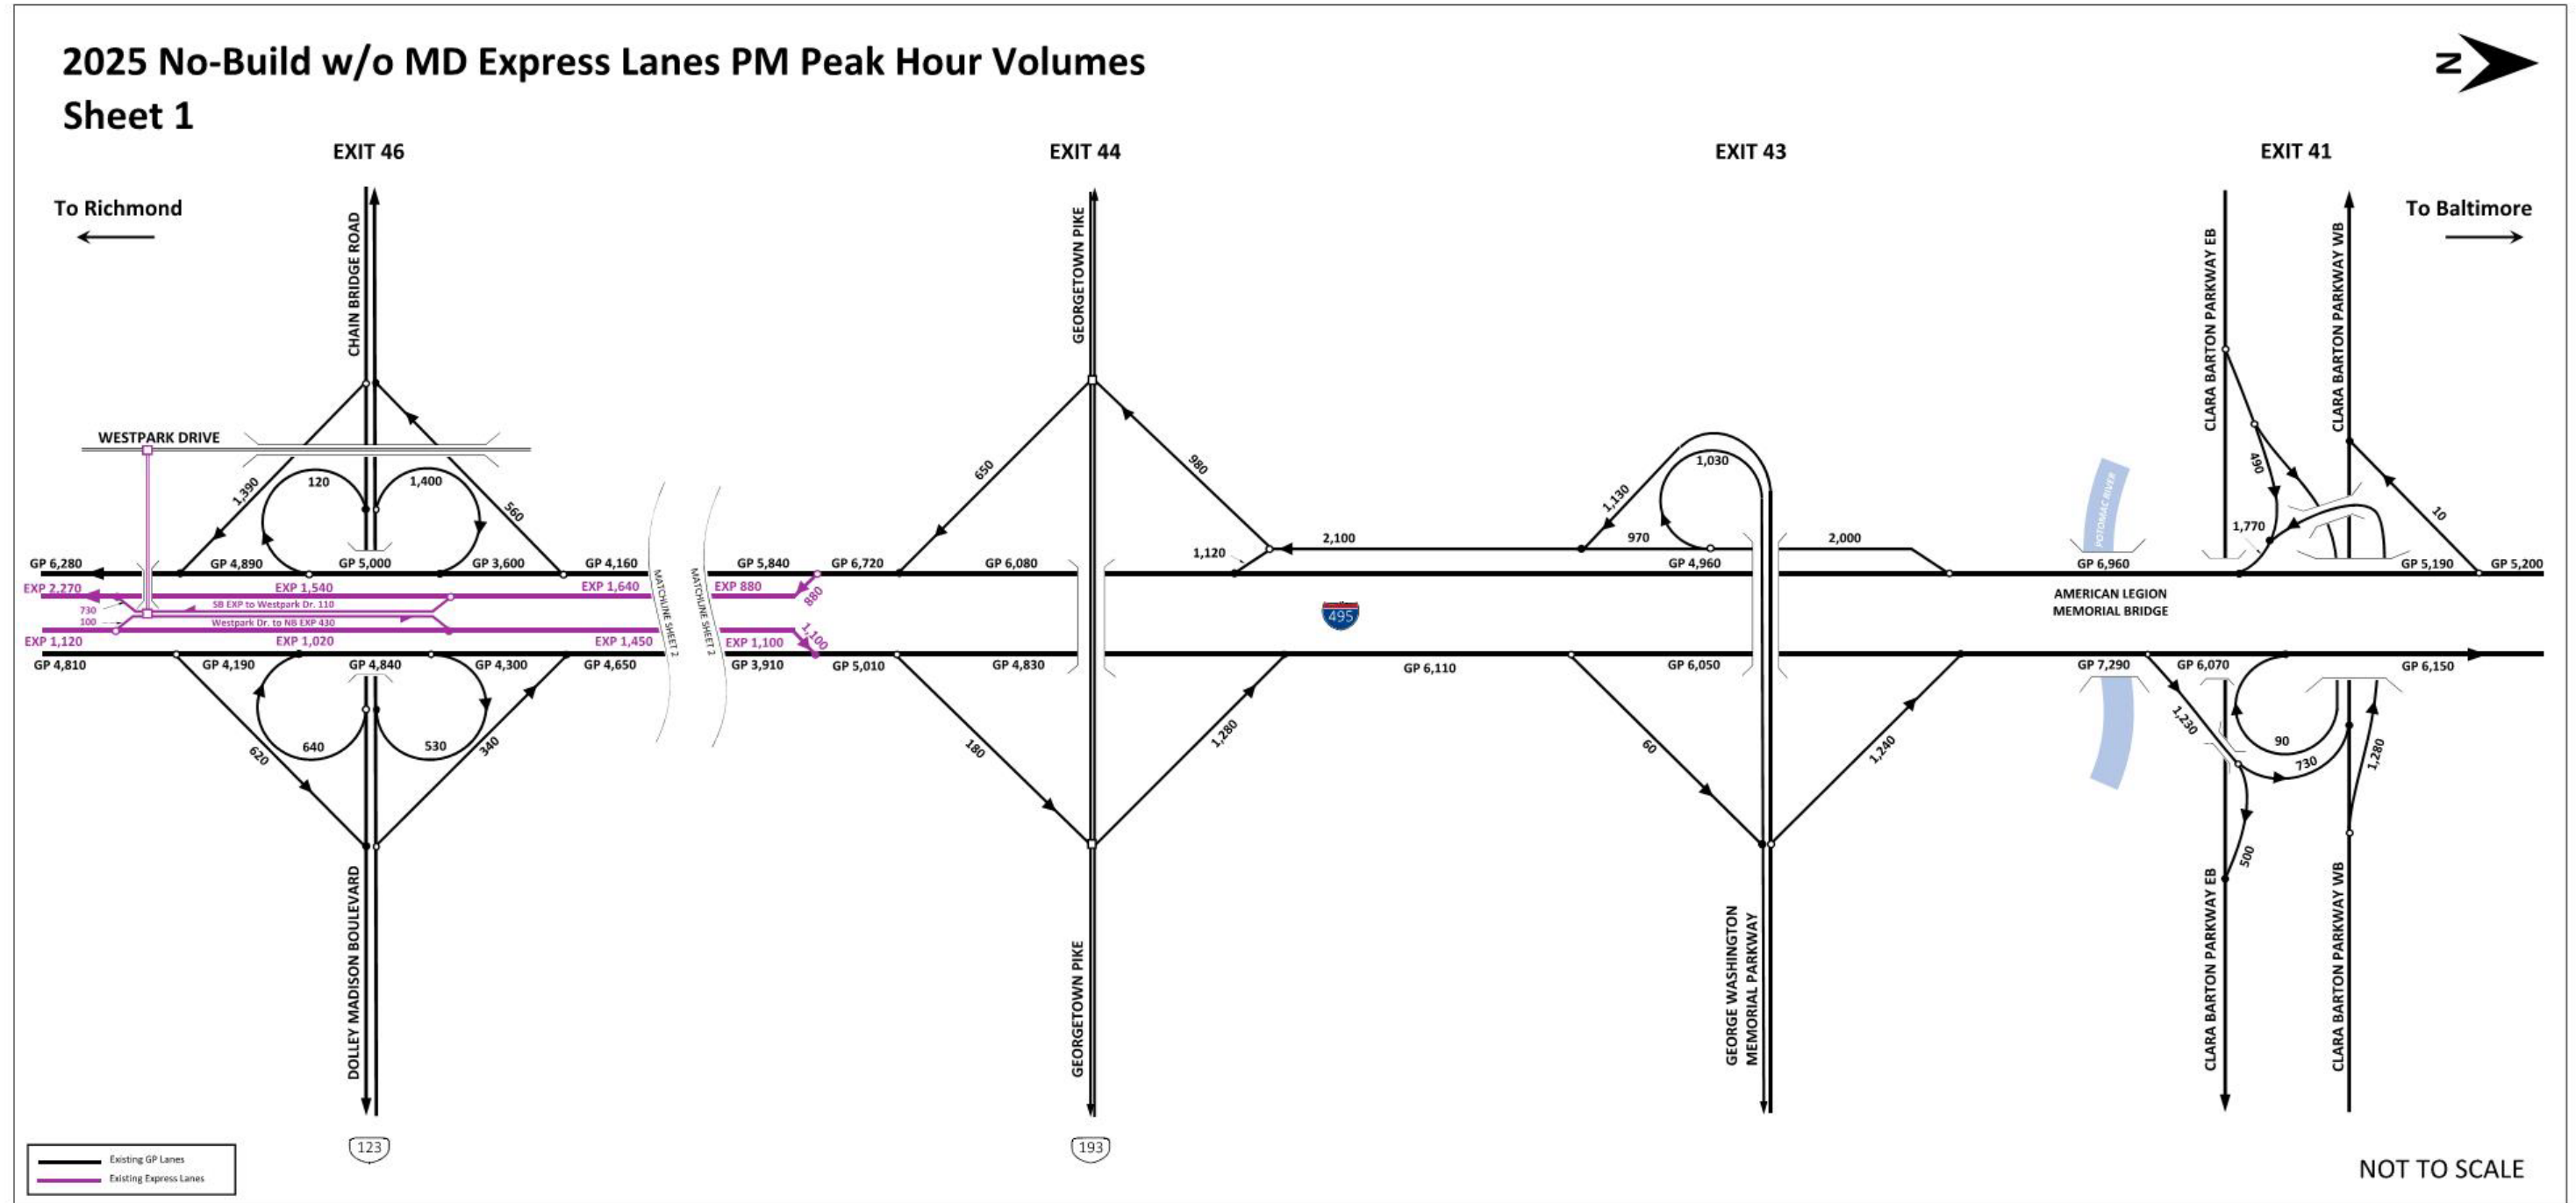 2025 No-Build w/o MD Express Lanes PM Peak Hour Volumes
Sheet 1
N
EXIT 46
EXIT 44
EXIT 43
EXIT 41
To Richmond
To Baltimore
CHAIN BRIDGE ROAD
GEORGETOWN PIKE
CLARA BARTON PARKWAY EB
CLARA BARTON PARKWAY WB
WESTPARK DRIVE
1,390
120
1,400
560
650
980
1,130
1,030
490
1,770
10
POTOMAC RIVER
1,120
2,100
970
2,000
GP 6,280
GP 4,890
GP 5,000
GP 3,600
GP 4,160
GP 5,840
GP 6,720
GP 6,080
GP 4,960
GP 6,960
GP 5,190
GP 5,200
EXP 2,270
EXP 1,540
EXP 1,640
EXP 880
880
730
SB EXP to Westpark Dr. 110
100
Westpark Dr. to NB EXP 430
MATCHLINE SHEET 2
MATCHLINE SHEET 2
495
AMERICAN LEGION
MEMORIAL BRIDGE
EXP 1,120
EXP 1,020
EXP 1,450
EXP 1,100
1,100
GP 4,810
GP 4,190
GP 4,840
GP 4,300
GP 4,650
GP 3,910
GP 5,010
GP 4,830
GP 6,110
GP 6,050
GP 7,290
GP 6,070
GP 6,150
620
640
530
340
180
1,280
60
1,240
1,230
90
730
1,280
500
DOLLEY MADISON BOULEVARD
GEORGETOWN PIKE
GEORGE WASHINGTON
MEMORIAL PARKWAY
CLARA BARTON PARKWAY EB
CLARA BARTON PARKWAY WB
123
193
Existing GP Lanes
Existing Express Lanes
NOT TO SCALE